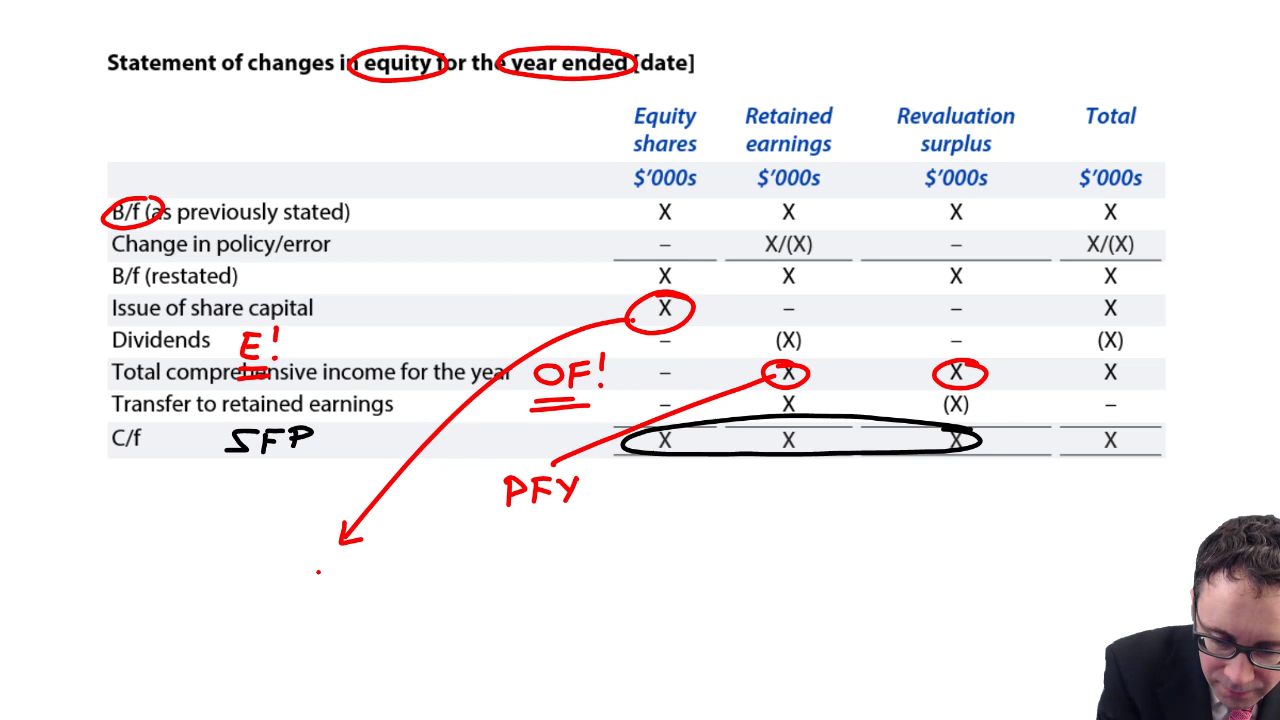 Statement of changes in equity for the year ended [date]
Equity shares Retained earnings Revaluation surplus Total
$'000s $'000s $'000s $'000s
B/f (as previously stated) X X X X
Change in policy/error – X/(X) – X/(X)
B/f (restated) X X X X
Issue of share capital X – – X
Dividends E! – (X) – (X)
Total comprehensive income for the year OF! – X X X
Transfer to retained earnings – X (X) –
C/f SFP X X X X
PFY